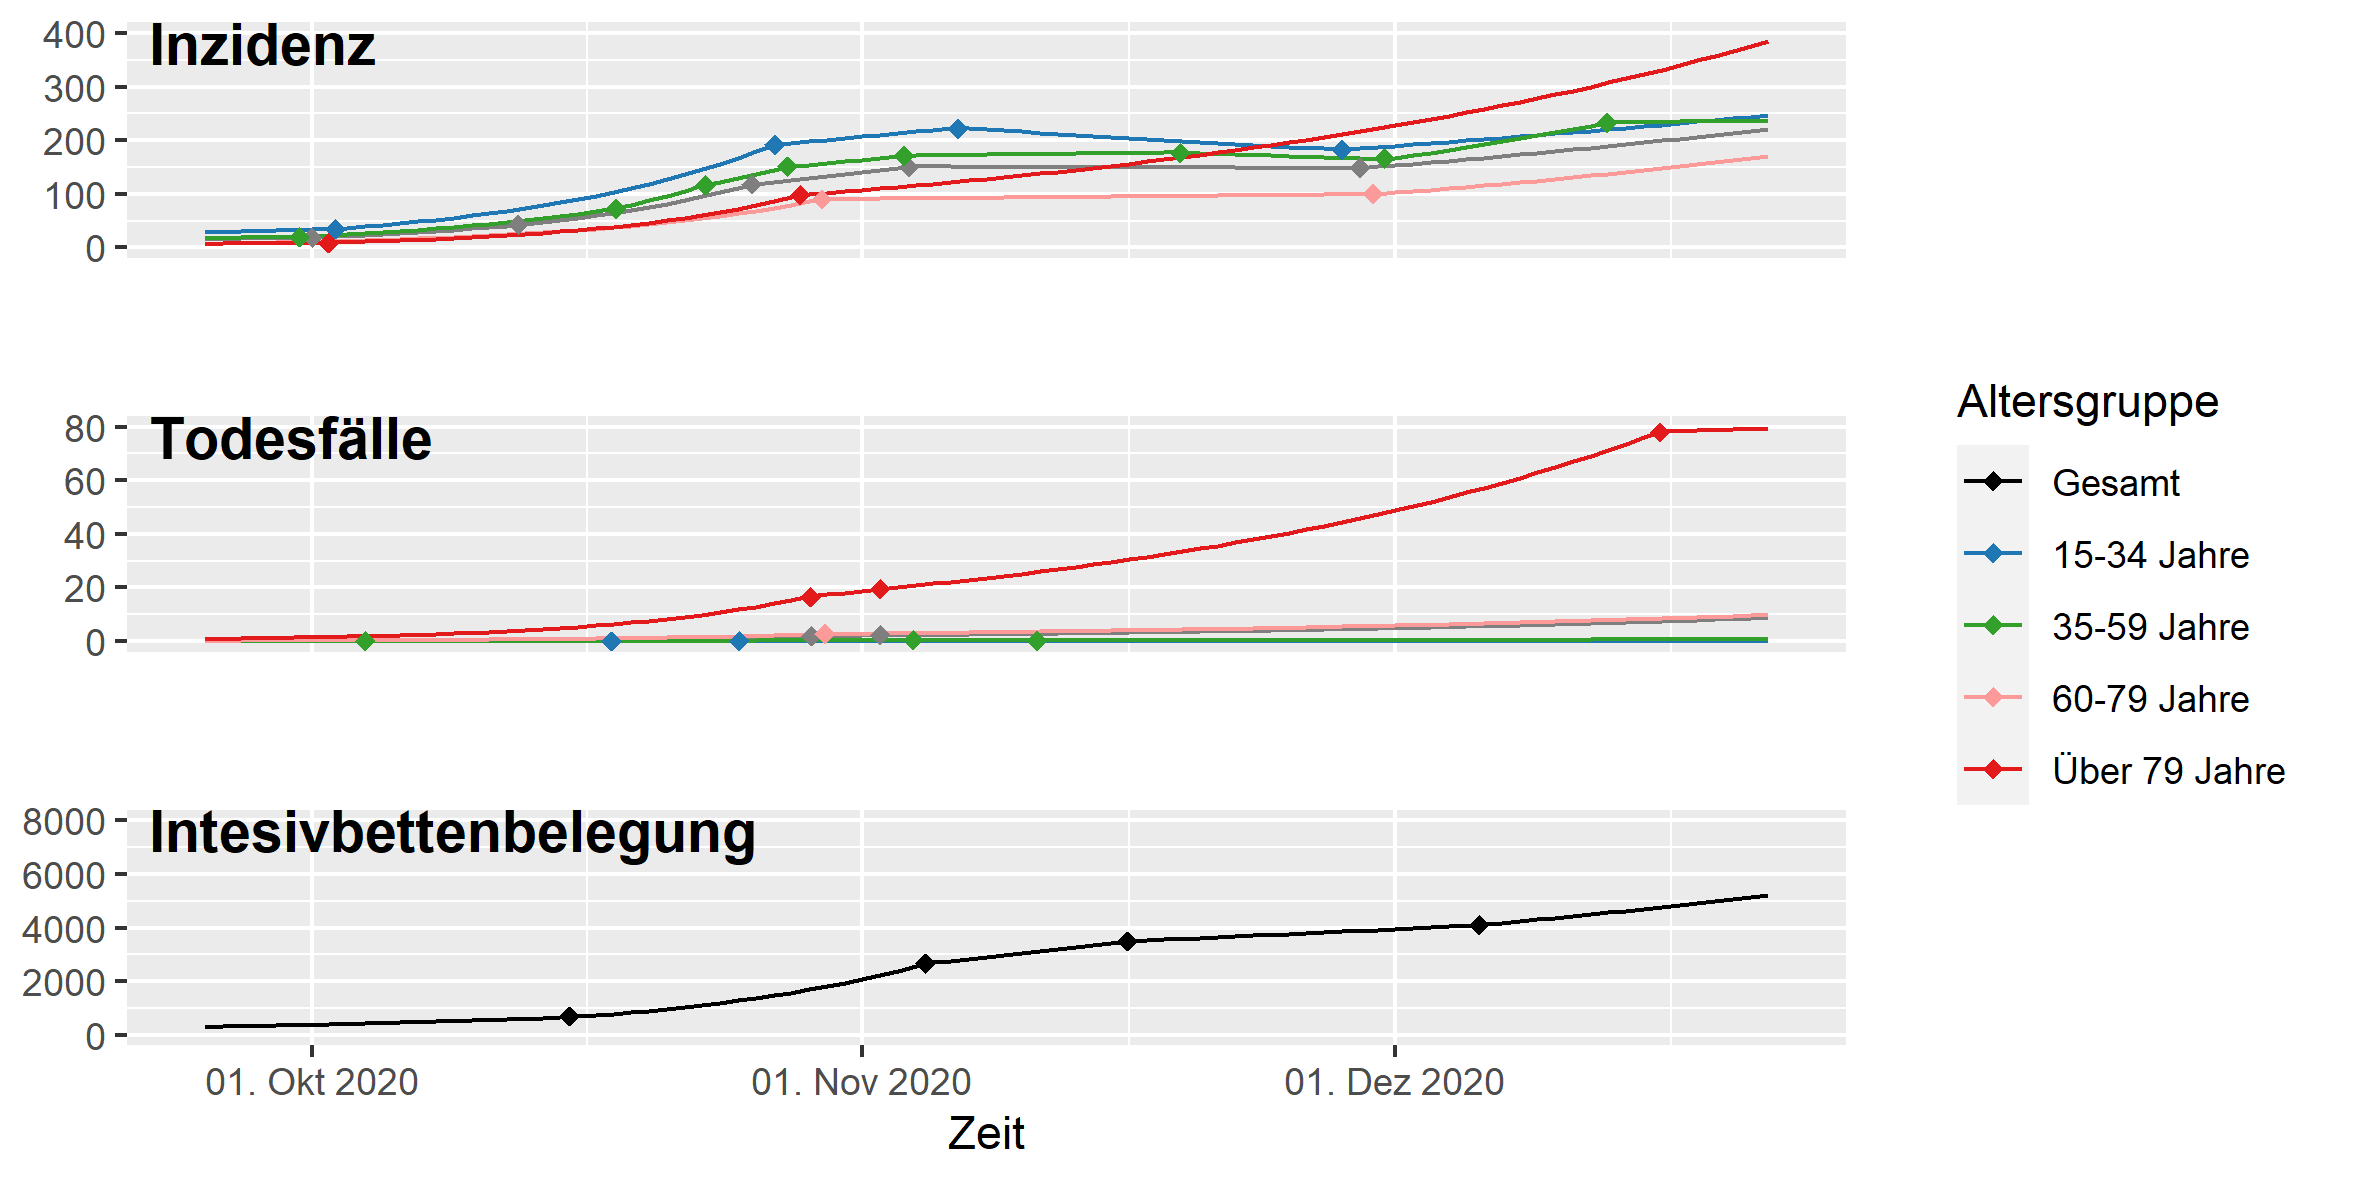 Inzidenz
400
300
200
100
0
Todesfälle
80
60
40
20
0
Intesivbettenbelegung
8000
6000
4000
2000
0
01. Okt 2020
01. Nov 2020
01. Dez 2020
Zeit
Altersgruppe
Gesamt
15-34 Jahre
35-59 Jahre
60-79 Jahre
Über 79 Jahre